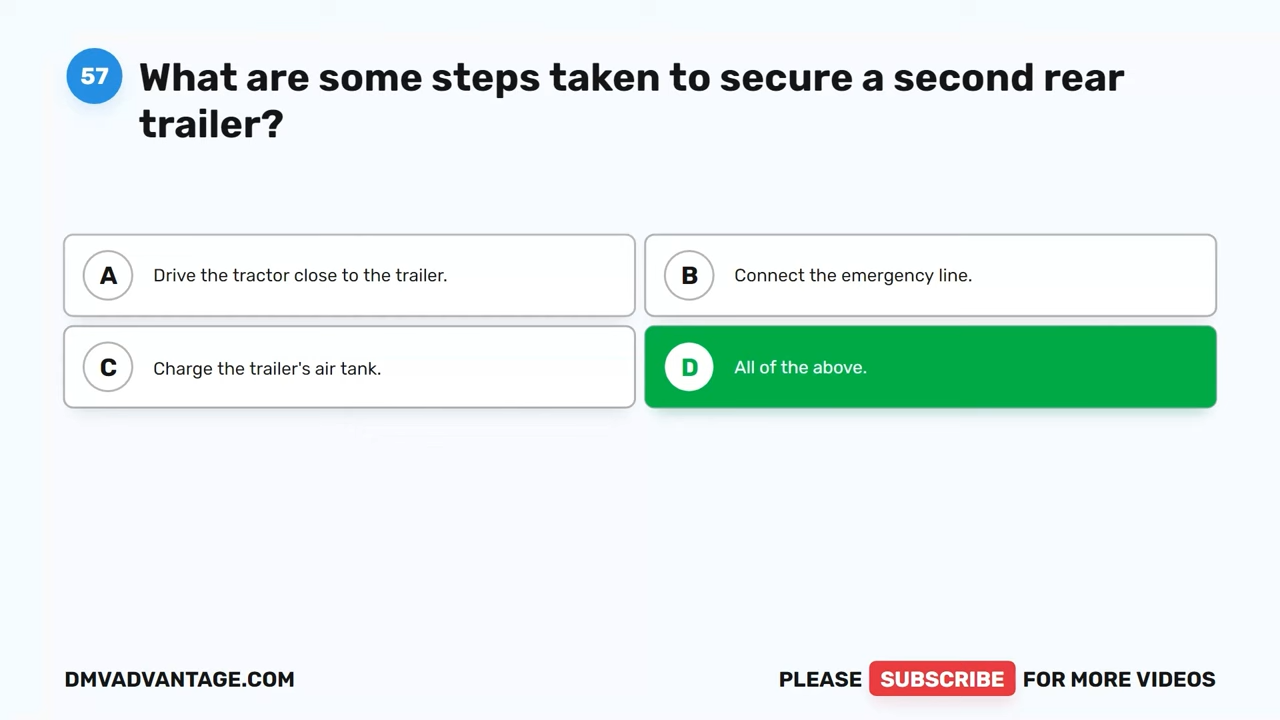 57
What are some steps taken to secure a second rear
trailer?
A Drive the tractor close to the trailer.
B Connect the emergency line.
C Charge the trailer's air tank.
D All of the above.
DMVADVANTAGE.COM
PLEASE SUBSCRIBE FOR MORE VIDEOS